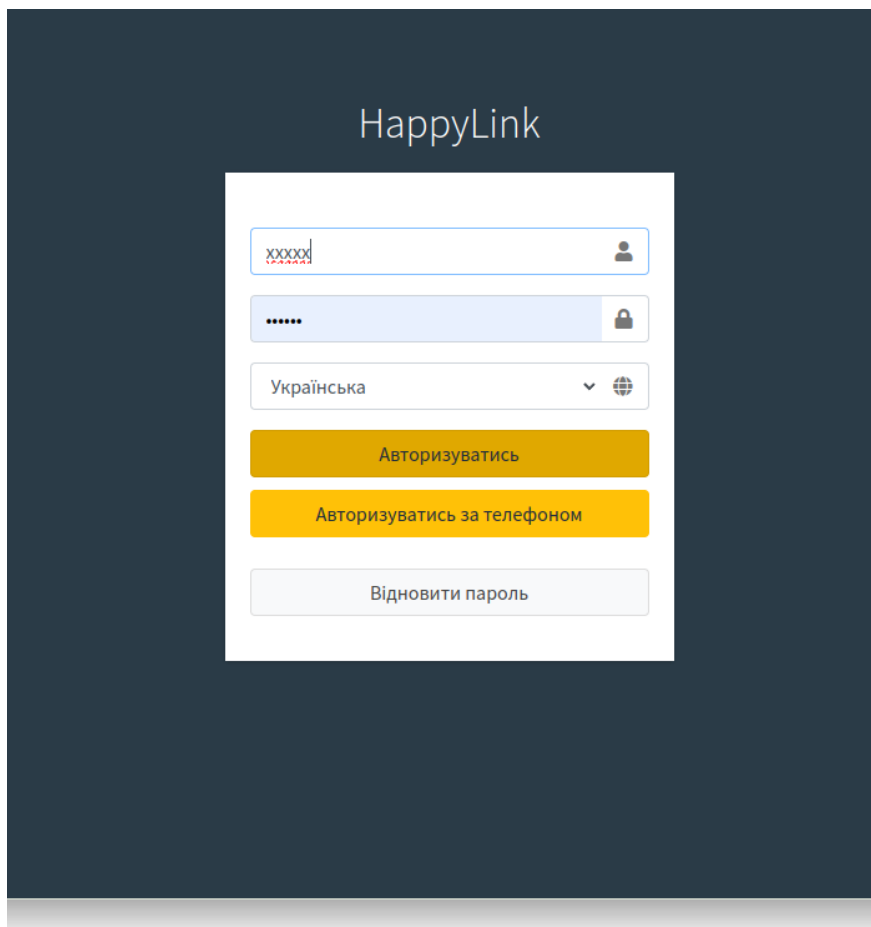 HappyLink
xxxxx
••••••
Українська
Авторизуватись
Авторизуватись за телефоном
Відновити пароль